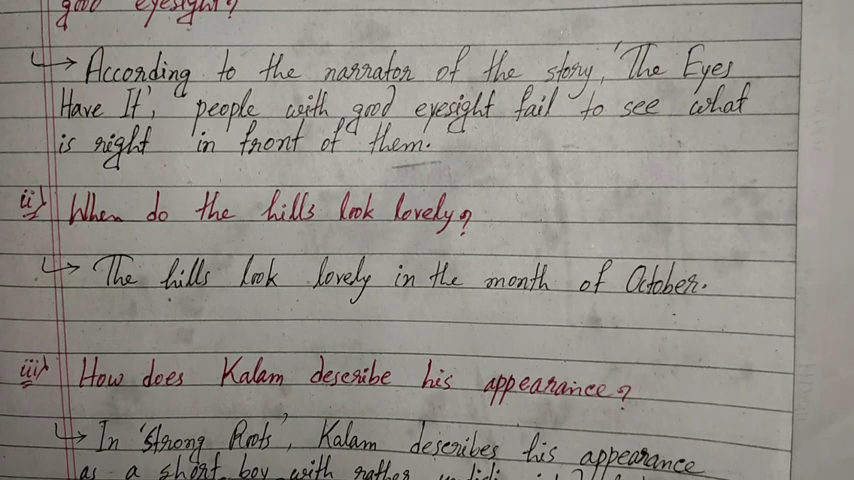 good eyesight?
↳ According to the narrator of the story, 'The Eyes
Have It', people with good eyesight fail to see what
is right in front of them.
ii) When do the hills look lovely?
↳ The hills look lovely in the month of October.
iii) How does Kalam describe his appearance?
↳ In 'Strong Roots', Kalam describes his appearance
as a short boy with rather